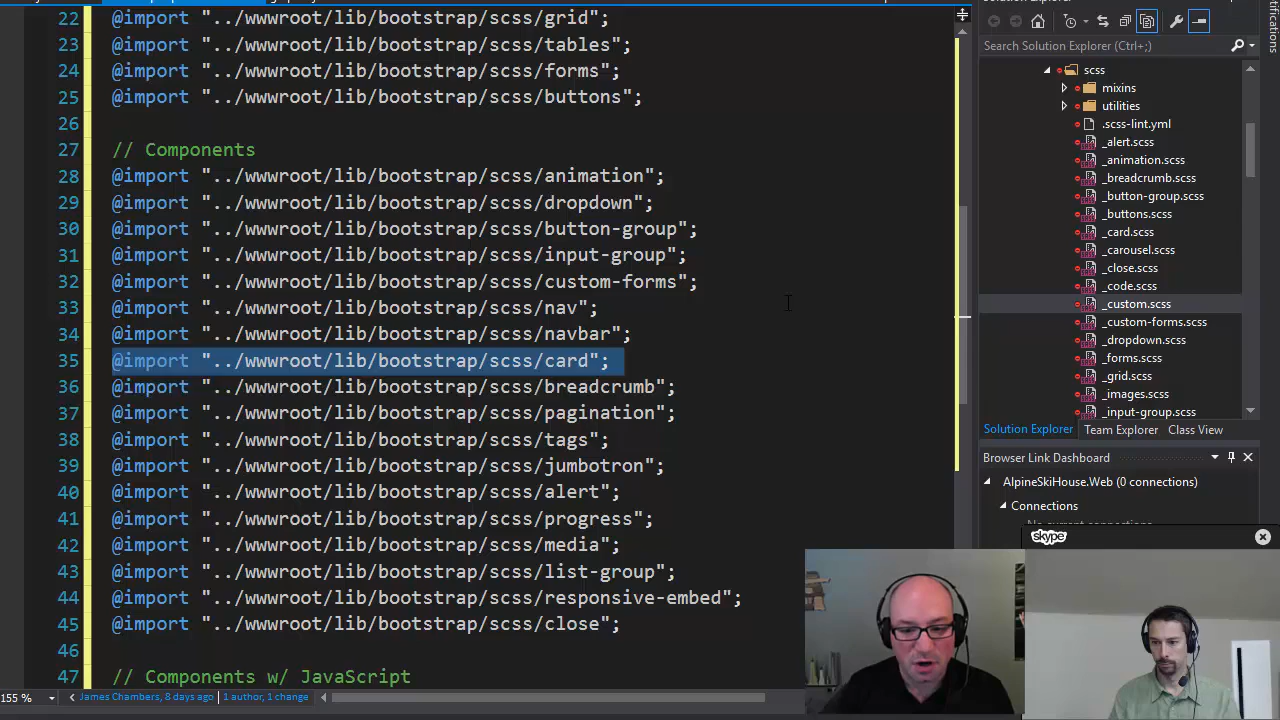 22 @import "../wwwroot/lib/bootstrap/scss/grid";
23 @import "../wwwroot/lib/bootstrap/scss/tables";
24 @import "../wwwroot/lib/bootstrap/scss/forms";
25 @import "../wwwroot/lib/bootstrap/scss/buttons";
26
27 // Components
28 @import "../wwwroot/lib/bootstrap/scss/animation";
29 @import "../wwwroot/lib/bootstrap/scss/dropdown";
30 @import "../wwwroot/lib/bootstrap/scss/button-group";
31 @import "../wwwroot/lib/bootstrap/scss/input-group";
32 @import "../wwwroot/lib/bootstrap/scss/custom-forms";
33 @import "../wwwroot/lib/bootstrap/scss/nav";
34 @import "../wwwroot/lib/bootstrap/scss/navbar";
35 @import "../wwwroot/lib/bootstrap/scss/card";
36 @import "../wwwroot/lib/bootstrap/scss/breadcrumb";
37 @import "../wwwroot/lib/bootstrap/scss/pagination";
38 @import "../wwwroot/lib/bootstrap/scss/tags";
39 @import "../wwwroot/lib/bootstrap/scss/jumbotron";
40 @import "../wwwroot/lib/bootstrap/scss/alert";
41 @import "../wwwroot/lib/bootstrap/scss/progress";
42 @import "../wwwroot/lib/bootstrap/scss/media";
43 @import "../wwwroot/lib/bootstrap/scss/list-group";
44 @import "../wwwroot/lib/bootstrap/scss/responsive-embed";
45 @import "../wwwroot/lib/bootstrap/scss/close";
46
47 // Components w/ JavaScript
155 %
James Chambers, 8 days ago | 1 author, 1 change
Search Solution Explorer (Ctrl+;)
scss
mixins
utilities
.scss-lint.yml
_alert.scss
_animation.scss
_breadcrumb.scss
_button-group.scss
_buttons.scss
_card.scss
_carousel.scss
_close.scss
_code.scss
_custom.scss
_custom-forms.scss
_dropdown.scss
_forms.scss
_grid.scss
_images.scss
_input-group.scss
Solution Explorer Team Explorer Class View
Browser Link Dashboard
AlpineSkiHouse.Web (0 connections)
Connections
skype